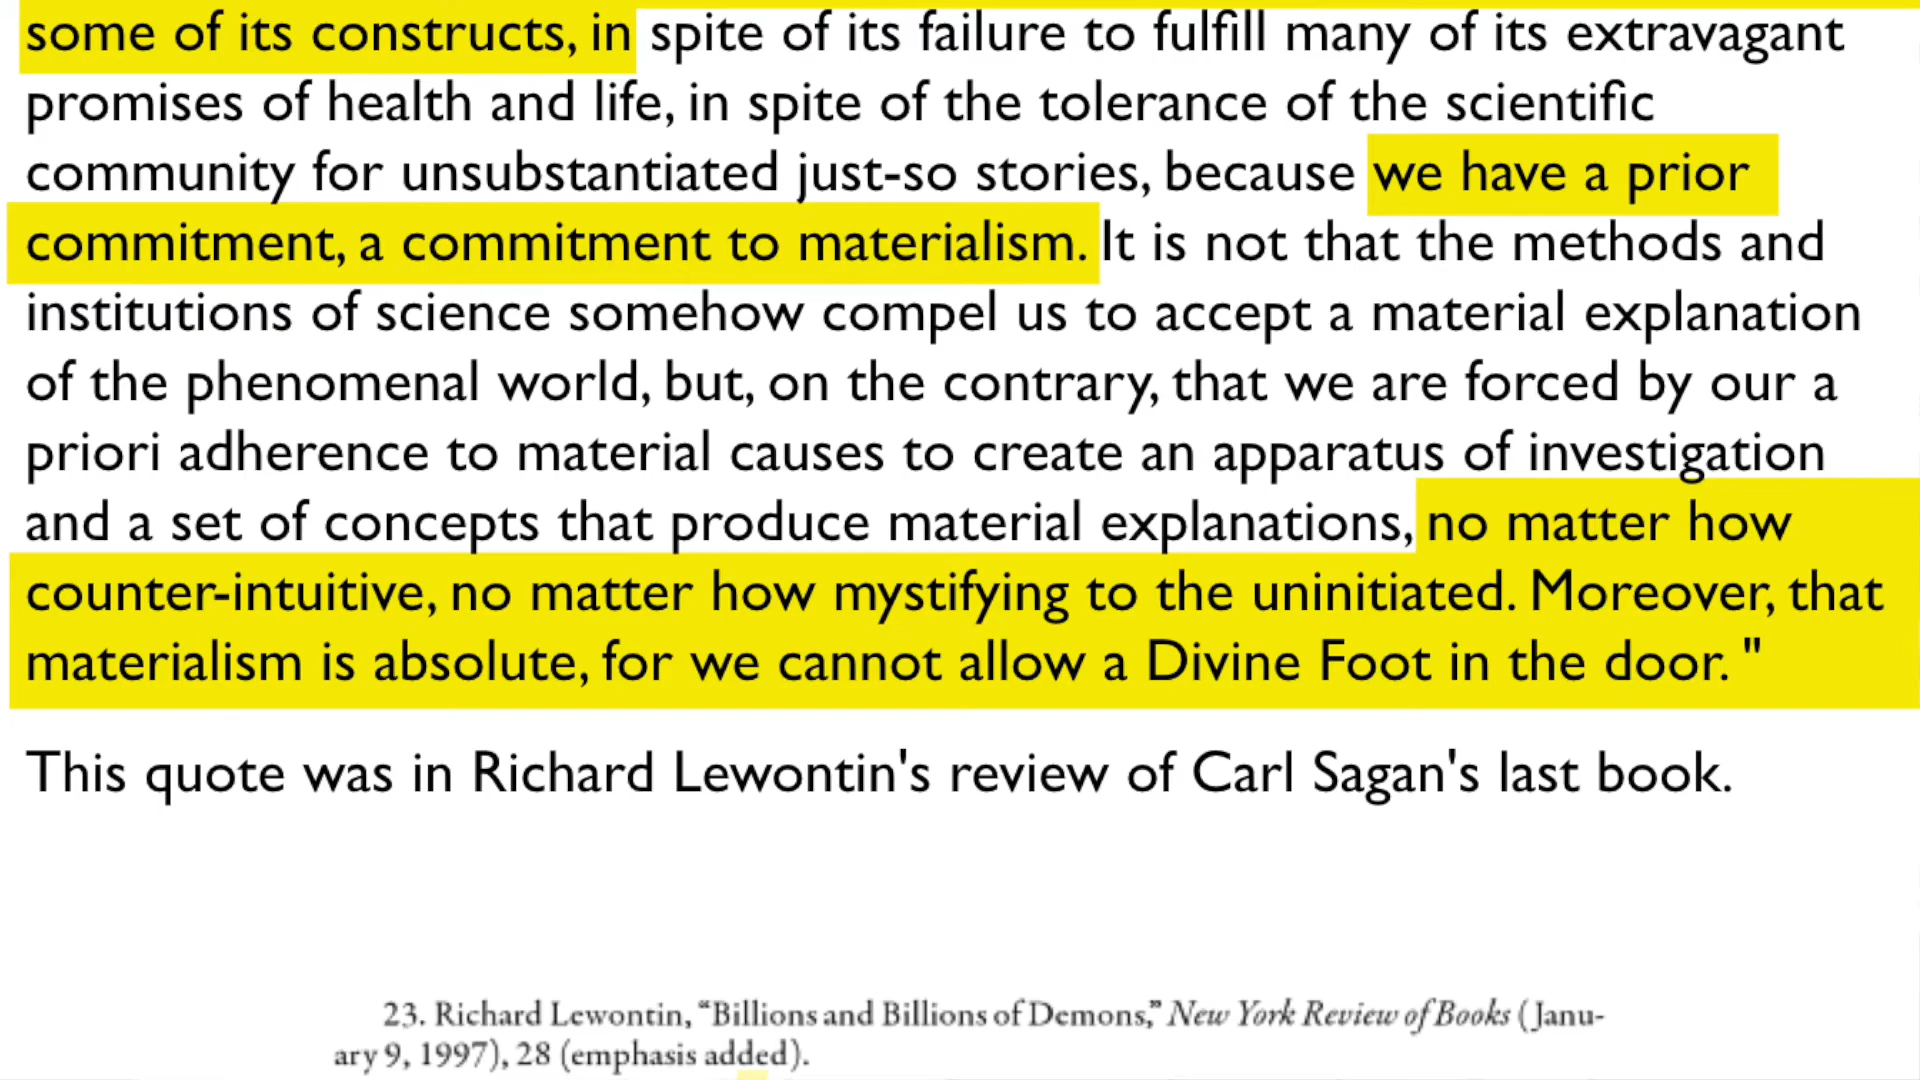 some of its constructs, in spite of its failure to fulfill many of its extravagant
promises of health and life, in spite of the tolerance of the scientific
community for unsubstantiated just-so stories, because we have a prior
commitment, a commitment to materialism. It is not that the methods and
institutions of science somehow compel us to accept a material explanation
of the phenomenal world, but, on the contrary, that we are forced by our a
priori adherence to material causes to create an apparatus of investigation
and a set of concepts that produce material explanations, no matter how
counter-intuitive, no matter how mystifying to the uninitiated. Moreover, that
materialism is absolute, for we cannot allow a Divine Foot in the door. "
This quote was in Richard Lewontin's review of Carl Sagan's last book.
23. Richard Lewontin, “Billions and Billions of Demons,” New York Review of Books (Janu-
ary 9, 1997), 28 (emphasis added).